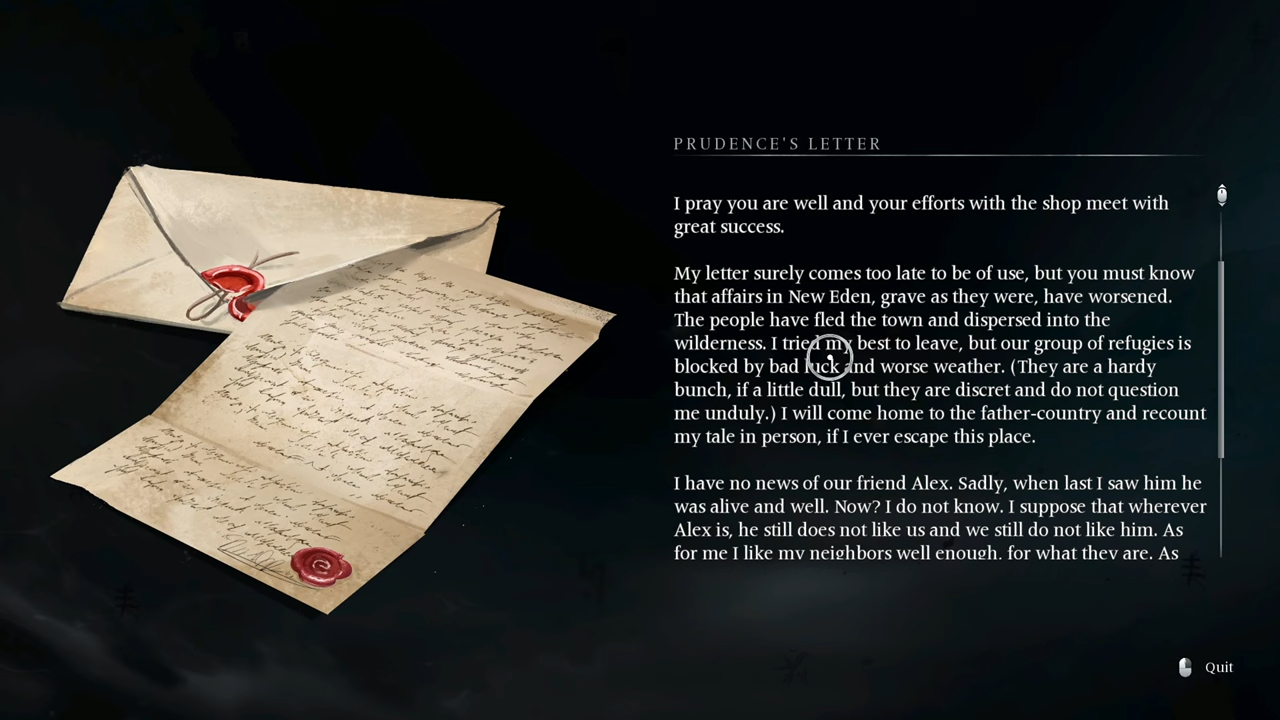 PRUDENCE'S LETTER
I pray you are well and your efforts with the shop meet with
great success.
My letter surely comes too late to be of use, but you must know
that affairs in New Eden, grave as they were, have worsened.
The people have fled the town and dispersed into the
wilderness. I tried my best to leave, but our group of refugies is
blocked by bad luck and worse weather. (They are a hardy
bunch, if a little dull, but they are discret and do not question
me unduly.) I will come home to the father-country and recount
my tale in person, if I ever escape this place.
I have no news of our friend Alex. Sadly, when last I saw him he
was alive and well. Now? I do not know. I suppose that wherever
Alex is, he still does not like us and we still do not like him. As
for me I like my neighbors well enough, for what they are. As
Quit